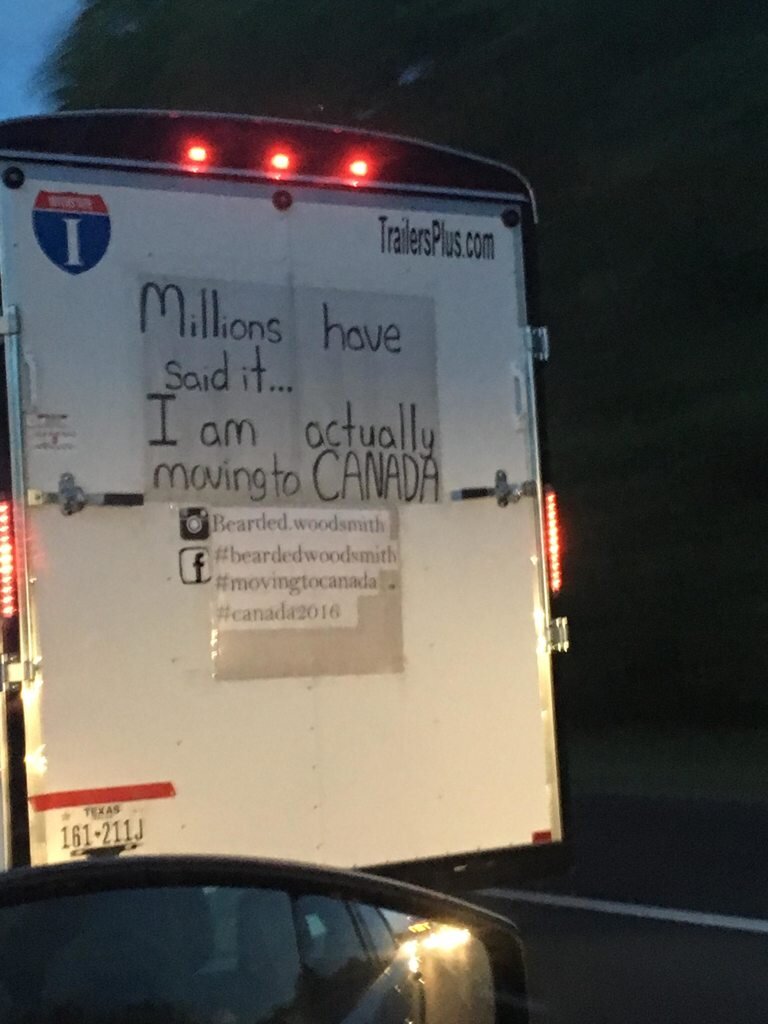 INTERSTATE
I
TrailersPlus.com
Millions have
said it...
I am actually
moving to CANADA
Bearded.woodsmith
f
#beardedwoodsmith
#movingtocanada
#canada2016
TEXAS
161-211J